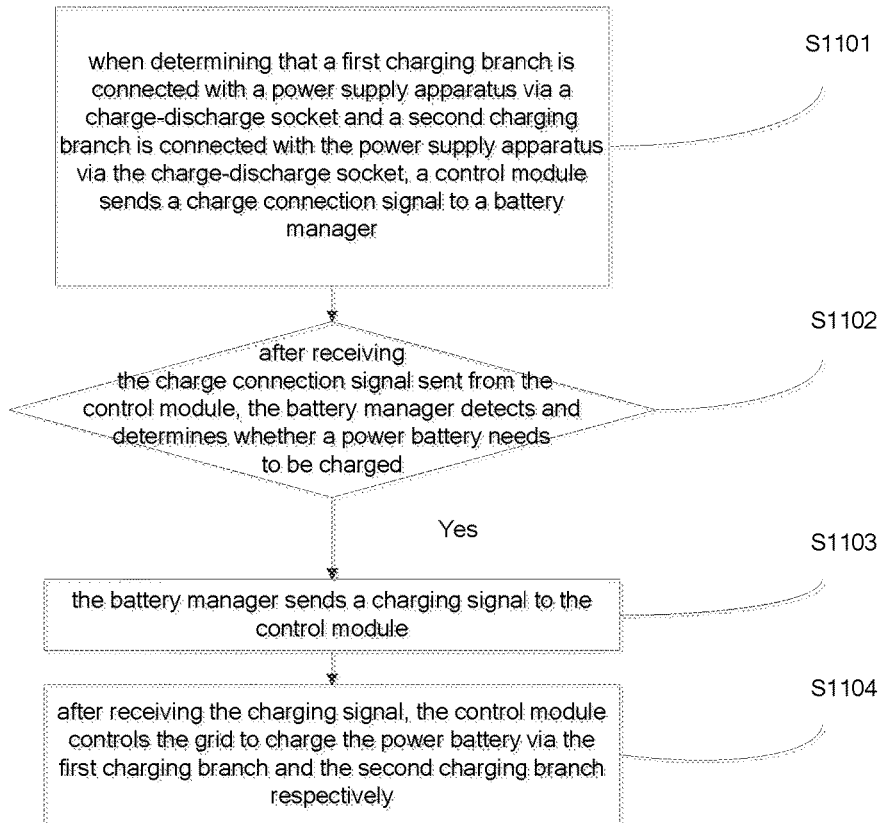 S1101
when determining that a first charging branch is
connected with a power supply apparatus via a
charge-discharge socket and a second charging
branch is connected with the power supply apparatus
via the charge-discharge socket, a control module
sends a charge connection signal to a battery
manager
S1102
after receiving
the charge connection signal sent from the
control module, the battery manager detects and
determines whether a power battery needs
to be charged
Yes
S1103
the battery manager sends a charging signal to the
control module
S1104
after receiving the charging signal, the control module
controls the grid to charge the power battery via the
first charging branch and the second charging branch
respectively